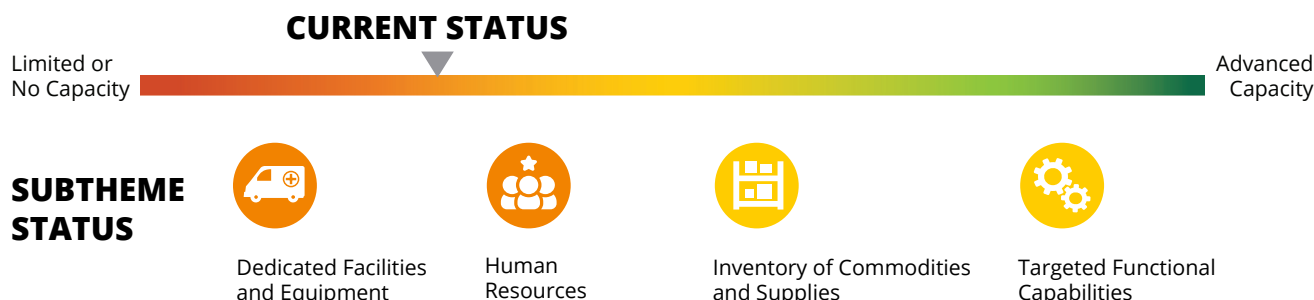 CURRENT STATUS
Limited or
No Capacity
Advanced
Capacity
SUBTHEME
STATUS
Dedicated Facilities
and Equipment
Human
Resources
Inventory of Commodities
and Supplies
Targeted Functional
Capabilities